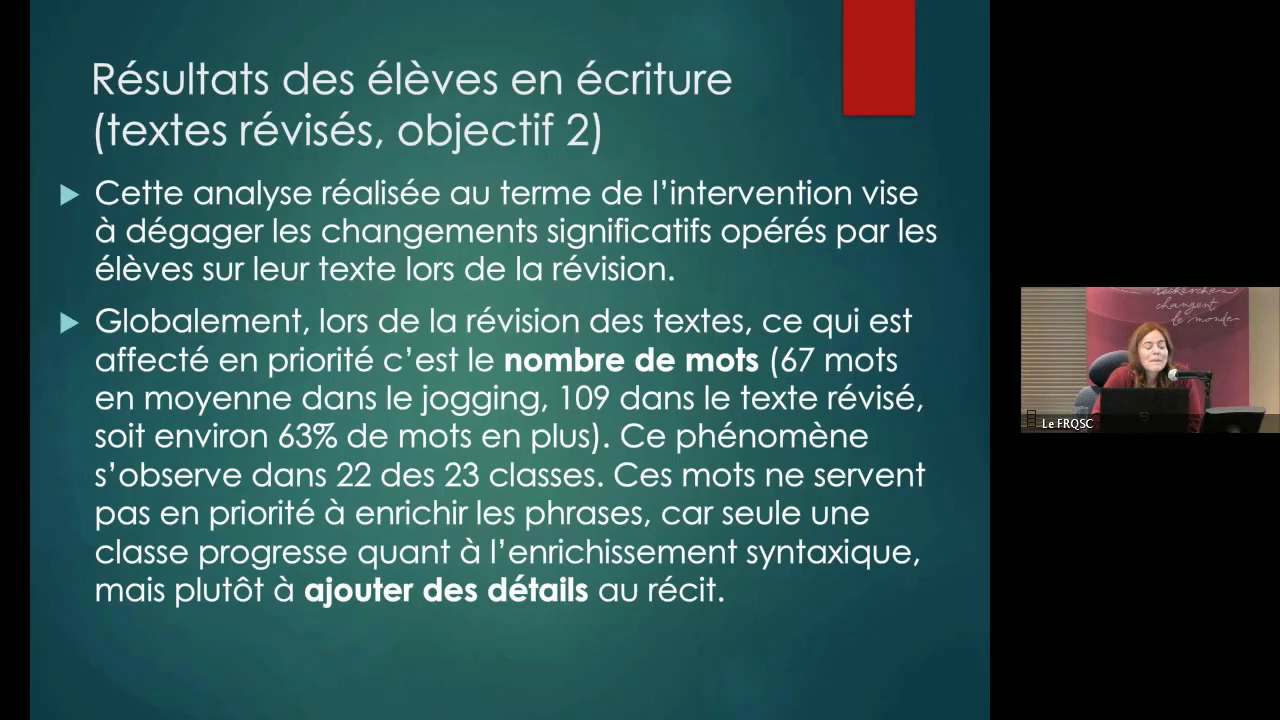 Résultats des élèves en écriture
(textes révisés, objectif 2)
Cette analyse réalisée au terme de l’intervention vise
à dégager les changements significatifs opérés par les
élèves sur leur texte lors de la révision.
Globalement, lors de la révision des textes, ce qui est
affecté en priorité c’est le nombre de mots (67 mots
en moyenne dans le jogging, 109 dans le texte révisé,
soit environ 63% de mots en plus). Ce phénomène
s’observe dans 22 des 23 classes. Ces mots ne servent
pas en priorité à enrichir les phrases, car seule une
classe progresse quant à l’enrichissement syntaxique,
mais plutôt à ajouter des détails au récit.
recherches
changent
le monde
Le FRQSC